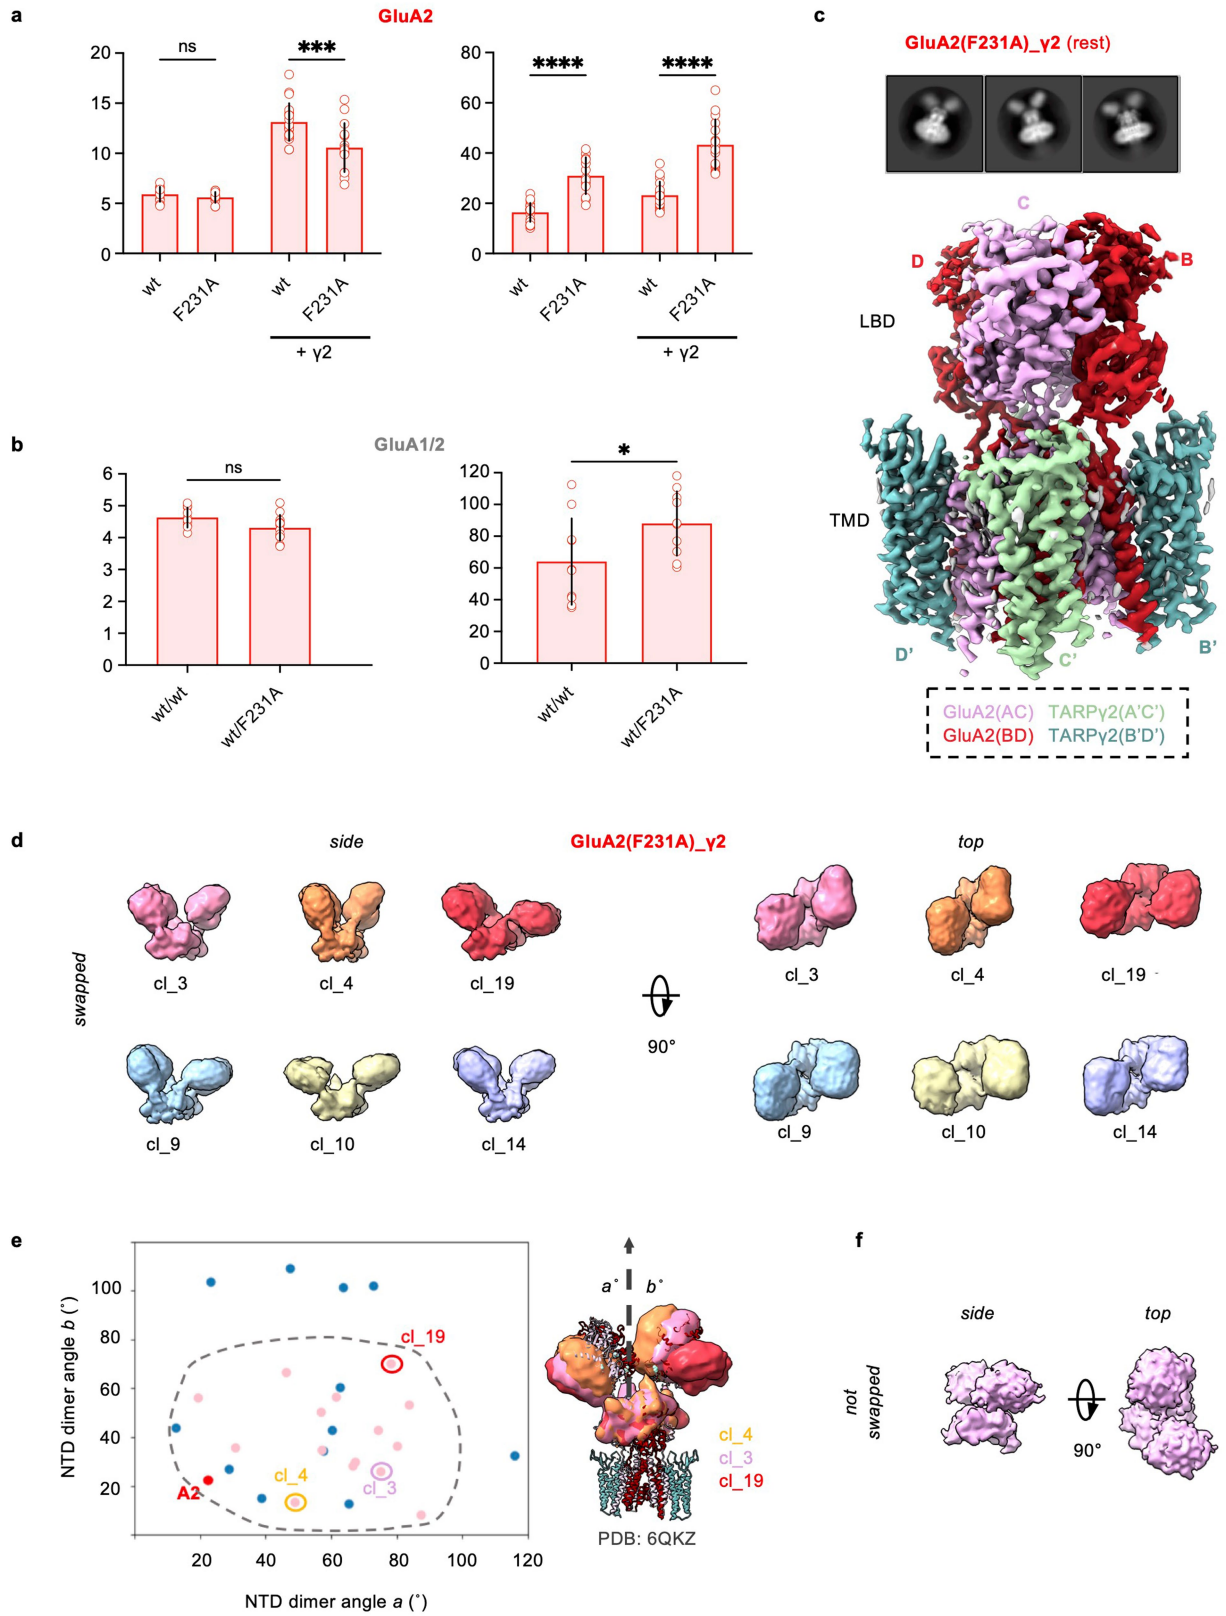 a
GluA2
ns
***
20
15
10
5
0
wt
F231A
wt
F231A
+ γ2
****
****
80
60
40
20
0
wt
F231A
wt
F231A
+ γ2
b
GluA1/2
ns
6
5
4
3
2
1
0
wt/wt
wt/F231A
*
120
100
80
60
40
20
0
wt/wt
wt/F231A
c
GluA2(F231A)_γ2 (rest)
C
D
B
LBD
TMD
D’
C’
B’
GluA2(AC) TARPγ2(A’C’)
GluA2(BD) TARPγ2(B’D’)
d
side
GluA2(F231A)_γ2
top
swapped
cl_3
cl_4
cl_19
cl_3
cl_4
cl_19
90°
cl_9
cl_10
cl_14
cl_9
cl_10
cl_14
e
NTD dimer angle b (°)
100
80
60
40
20
cl_19
cl_4
cl_3
A2
20
40
60
80
100
120
NTD dimer angle a (°)
a°
b°
cl_4
cl_3
cl_19
PDB: 6QKZ
f
side
top
not
swapped
90°